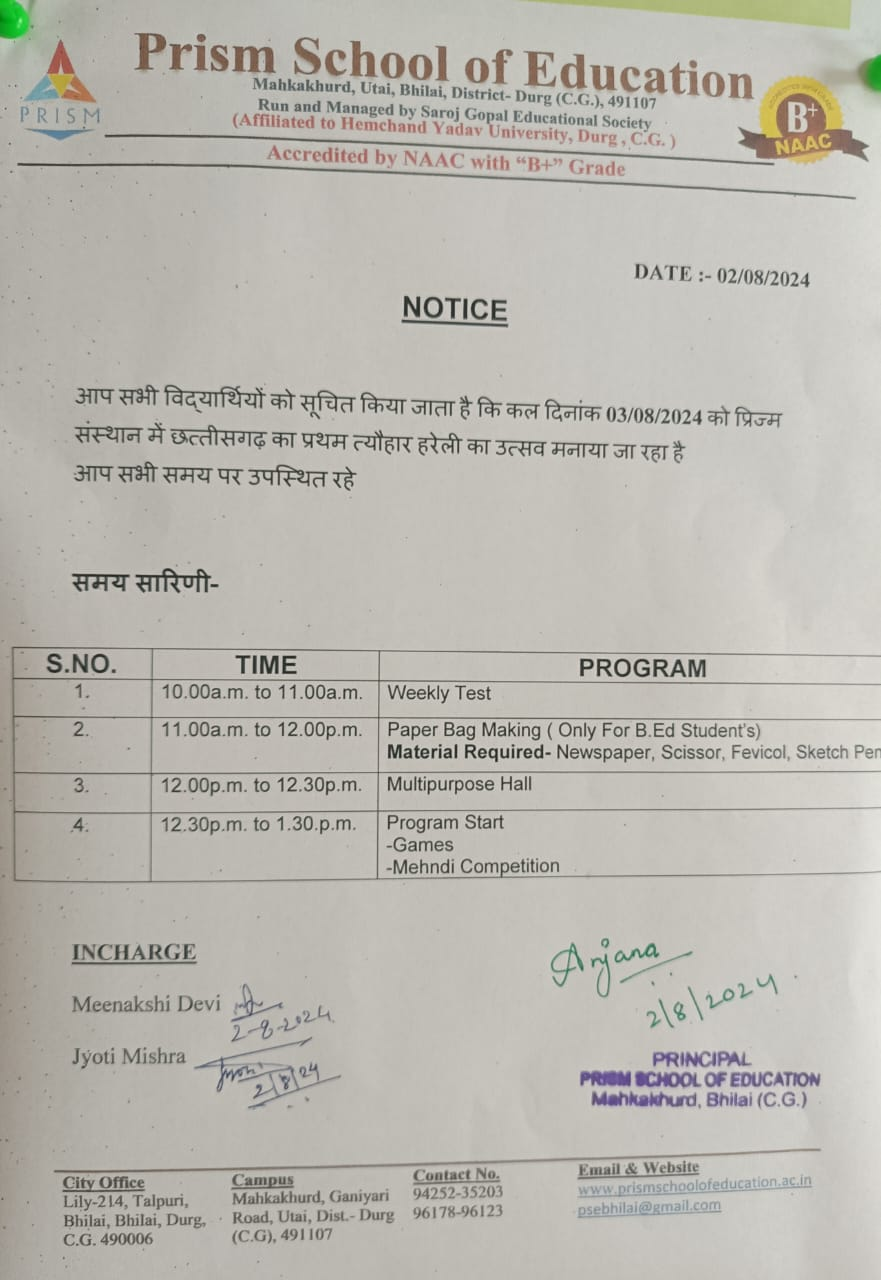 Prism School of Education
PRISM
Mahkakhurd, Utai, Bhilai, District- Durg (C.G.), 491107
Run and Managed by Saroj Gopal Educational Society
(Affiliated to Hemchand Yadav University, Durg , C.G. )
Accredited by NAAC with “B+” Grade
B+
NAAC
DATE :- 02/08/2024
NOTICE
आप सभी विद्यार्थियों को सूचित किया जाता है कि कल दिनांक 03/08/2024 को प्रिज्म
संस्थान में छत्तीसगढ़ का प्रथम त्यौहार हरेली का उत्सव मनाया जा रहा है
आप सभी समय पर उपस्थित रहे
समय सारिणी-
S.NO. TIME PROGRAM
1. 10.00a.m. to 11.00a.m. Weekly Test
2. 11.00a.m. to 12.00p.m. Paper Bag Making ( Only For B.Ed Student's)
Material Required- Newspaper, Scissor, Fevicol, Sketch Pen
3. 12.00p.m. to 12.30p.m. Multipurpose Hall
4. 12.30p.m. to 1.30.p.m. Program Start
-Games
-Mehndi Competition
INCHARGE
Meenakshi Devi
2-8-2024
Jyoti Mishra
Jyoti
2/8/24
Anjana
2/8/2024
PRINCIPAL
PRISM SCHOOL OF EDUCATION
Mahkakhurd, Bhilai (C.G.)
City Office
Lily-214, Talpuri,
Bhilai, Bhilai, Durg,
C.G. 490006
Campus
Mahkakhurd, Ganiyari
Road, Utai, Dist.- Durg
(C.G), 491107
Contact No.
94252-35203
96178-96123
Email & Website
www.prismschoolofeducation.ac.in
psebhilai@gmail.com